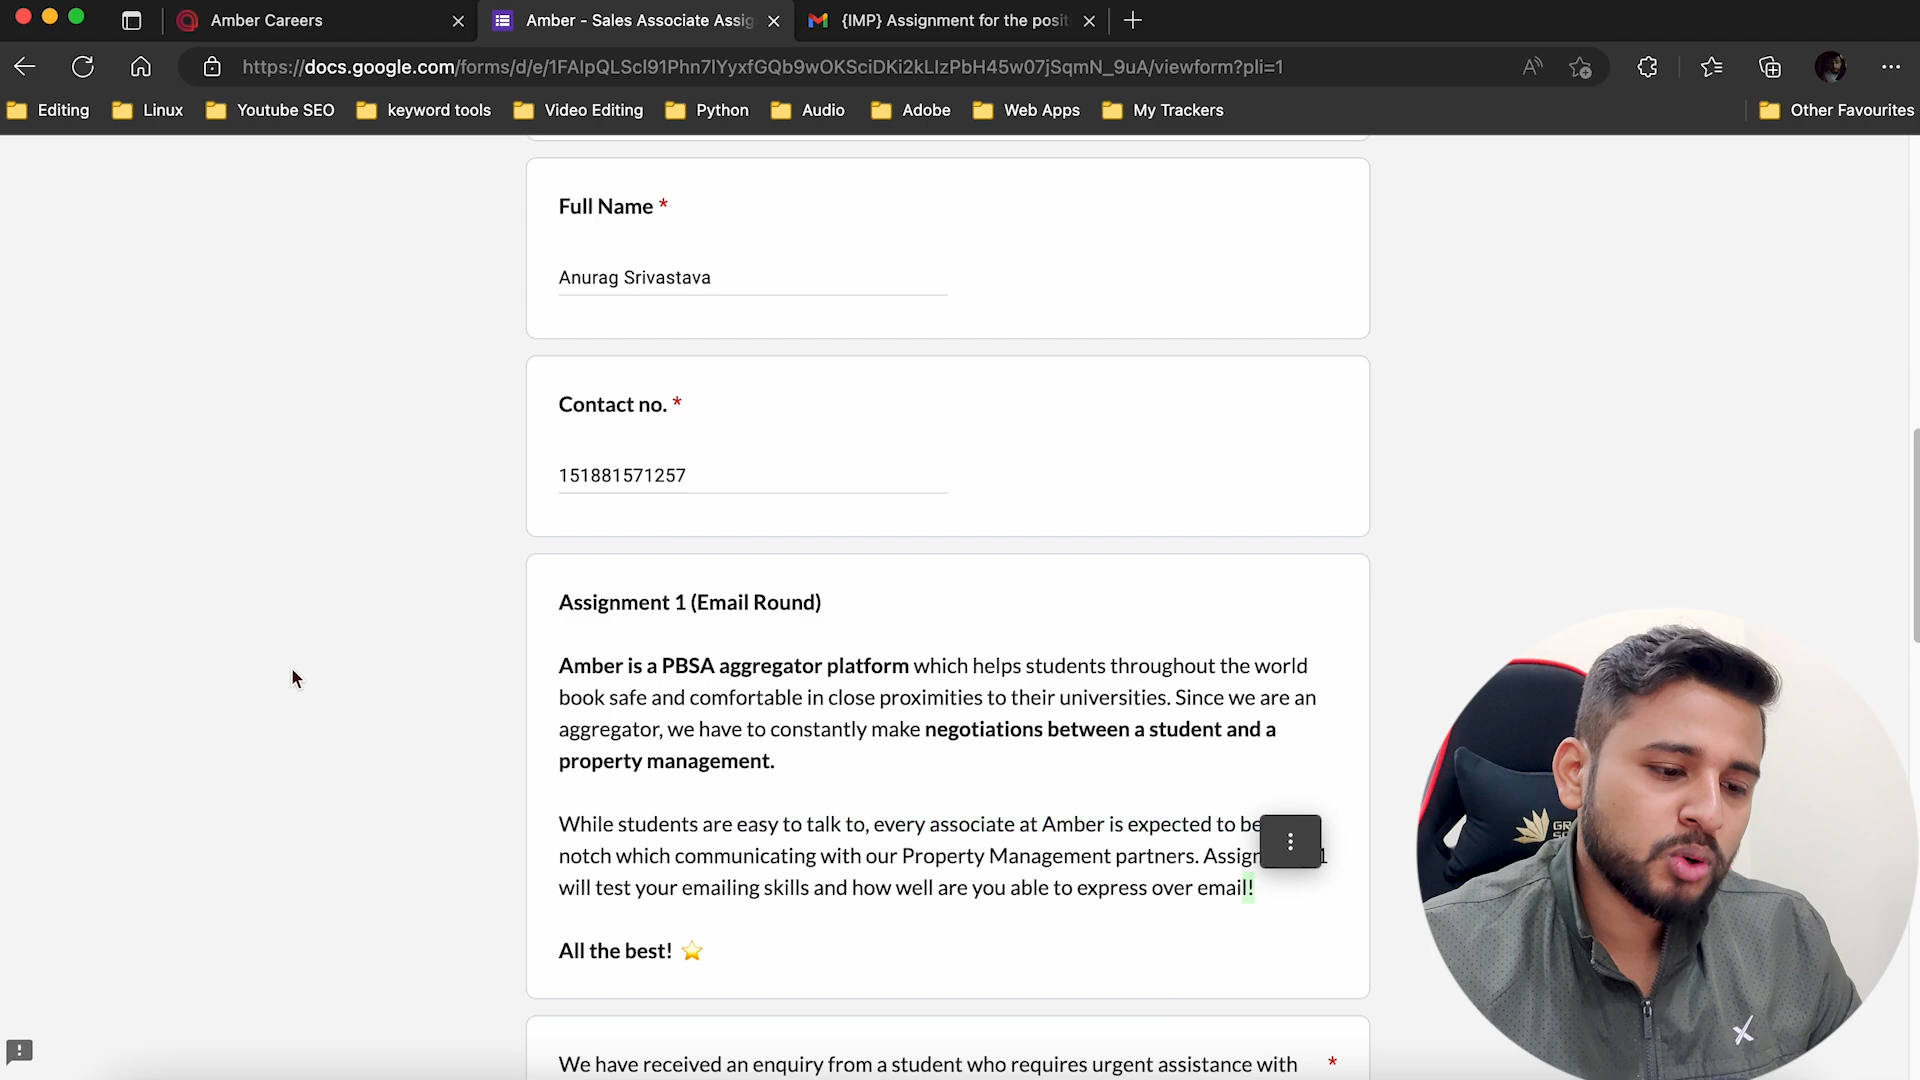 Amber Careers
Amber - Sales Associate Assig
{IMP} Assignment for the posit
https://docs.google.com/forms/d/e/1FAIpQLScl91Phn7lYyxfGQb9wOKSciDKi2kLIzPbH45w07jSqmN_9uA/viewform?pli=1
Editing
Linux
Youtube SEO
keyword tools
Video Editing
Python
Audio
Adobe
Web Apps
My Trackers
Other Favourites
Full Name *
Anurag Srivastava
Contact no. *
151881571257
Assignment 1 (Email Round)
Amber is a PBSA aggregator platform which helps students throughout the world
book safe and comfortable in close proximities to their universities. Since we are an
aggregator, we have to constantly make negotiations between a student and a
property management.
While students are easy to talk to, every associate at Amber is expected to be
notch which communicating with our Property Management partners. Assign 1
will test your emailing skills and how well are you able to express over email!
All the best! ⭐
We have received an enquiry from a student who requires urgent assistance with *